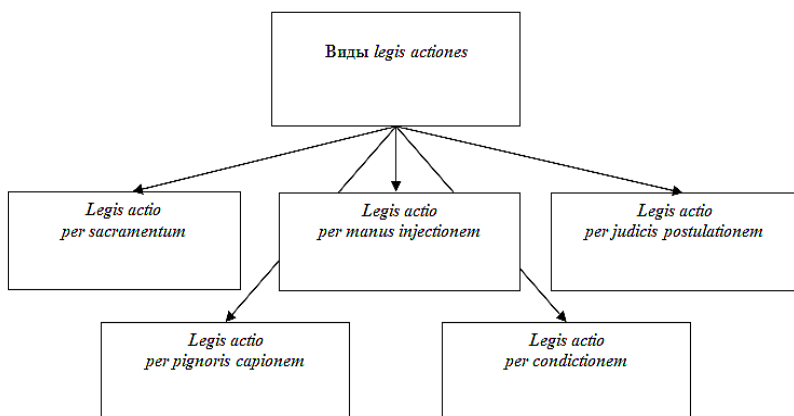 Виды legis actiones
Legis actio
per sacramentum
Legis actio
per manus injectionem
Legis actio
per judicis postulationem
Legis actio
per pignoris capionem
Legis actio
per condictionem